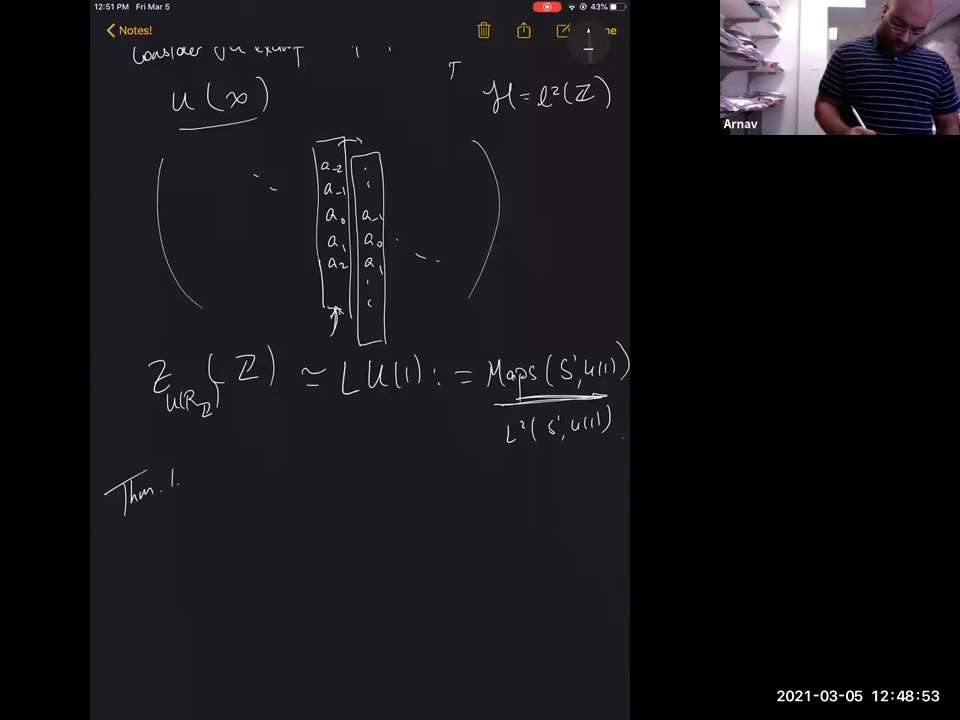 12:51 PM Fri Mar 5
43%
Notes!
Consider
u(∞)
H = l²(ℤ)
a₋₂
a₋₁
a₀ a₋₁
a₁ a₀
a₂ a₁
Z_{U(R_ℤ)}(ℤ) ≃ LU(1) := Maps(S¹, U(1))
L²(S¹, U(1))
Thm. 1.
Arnav
2021-03-05 12:48:53